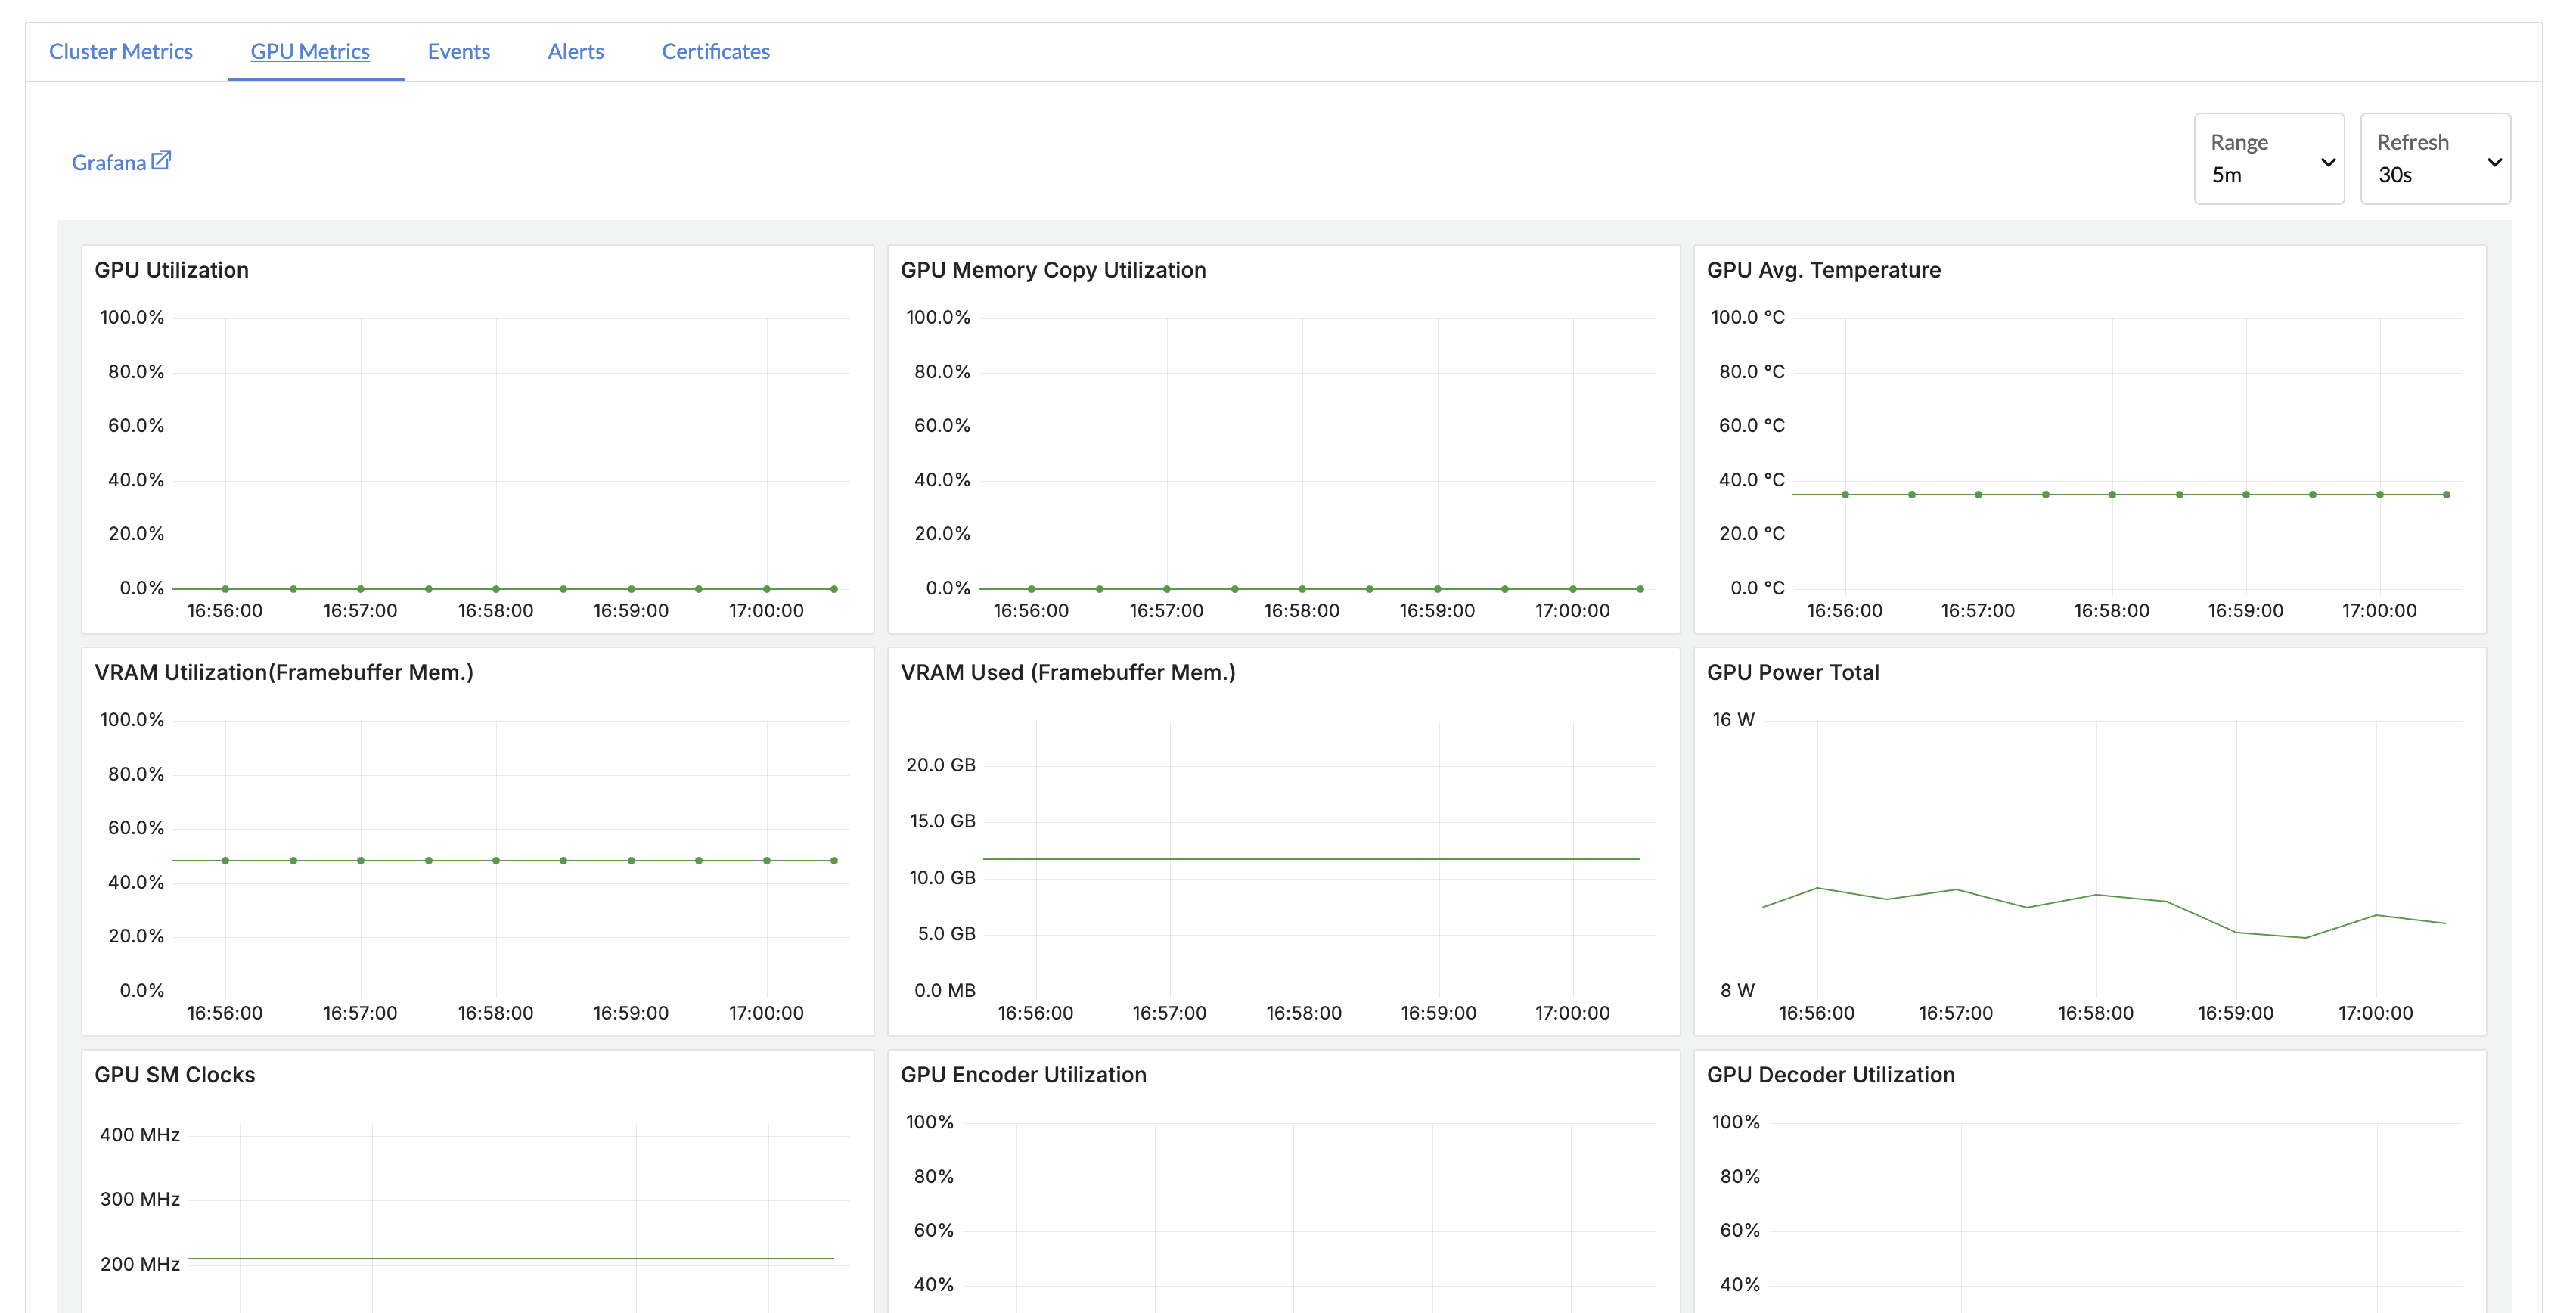 Cluster Metrics GPU Metrics Events Alerts Certificates
Grafana
Range
5m
Refresh
30s
GPU Utilization
100.0%
80.0%
60.0%
40.0%
20.0%
0.0%
16:56:00 16:57:00 16:58:00 16:59:00 17:00:00
GPU Memory Copy Utilization
100.0%
80.0%
60.0%
40.0%
20.0%
0.0%
16:56:00 16:57:00 16:58:00 16:59:00 17:00:00
GPU Avg. Temperature
100.0 °C
80.0 °C
60.0 °C
40.0 °C
20.0 °C
0.0 °C
16:56:00 16:57:00 16:58:00 16:59:00 17:00:00
VRAM Utilization(Framebuffer Mem.)
100.0%
80.0%
60.0%
40.0%
20.0%
0.0%
16:56:00 16:57:00 16:58:00 16:59:00 17:00:00
VRAM Used (Framebuffer Mem.)
20.0 GB
15.0 GB
10.0 GB
5.0 GB
0.0 MB
16:56:00 16:57:00 16:58:00 16:59:00 17:00:00
GPU Power Total
16 W
8 W
16:56:00 16:57:00 16:58:00 16:59:00 17:00:00
GPU SM Clocks
400 MHz
300 MHz
200 MHz
GPU Encoder Utilization
100%
80%
60%
40%
GPU Decoder Utilization
100%
80%
60%
40%